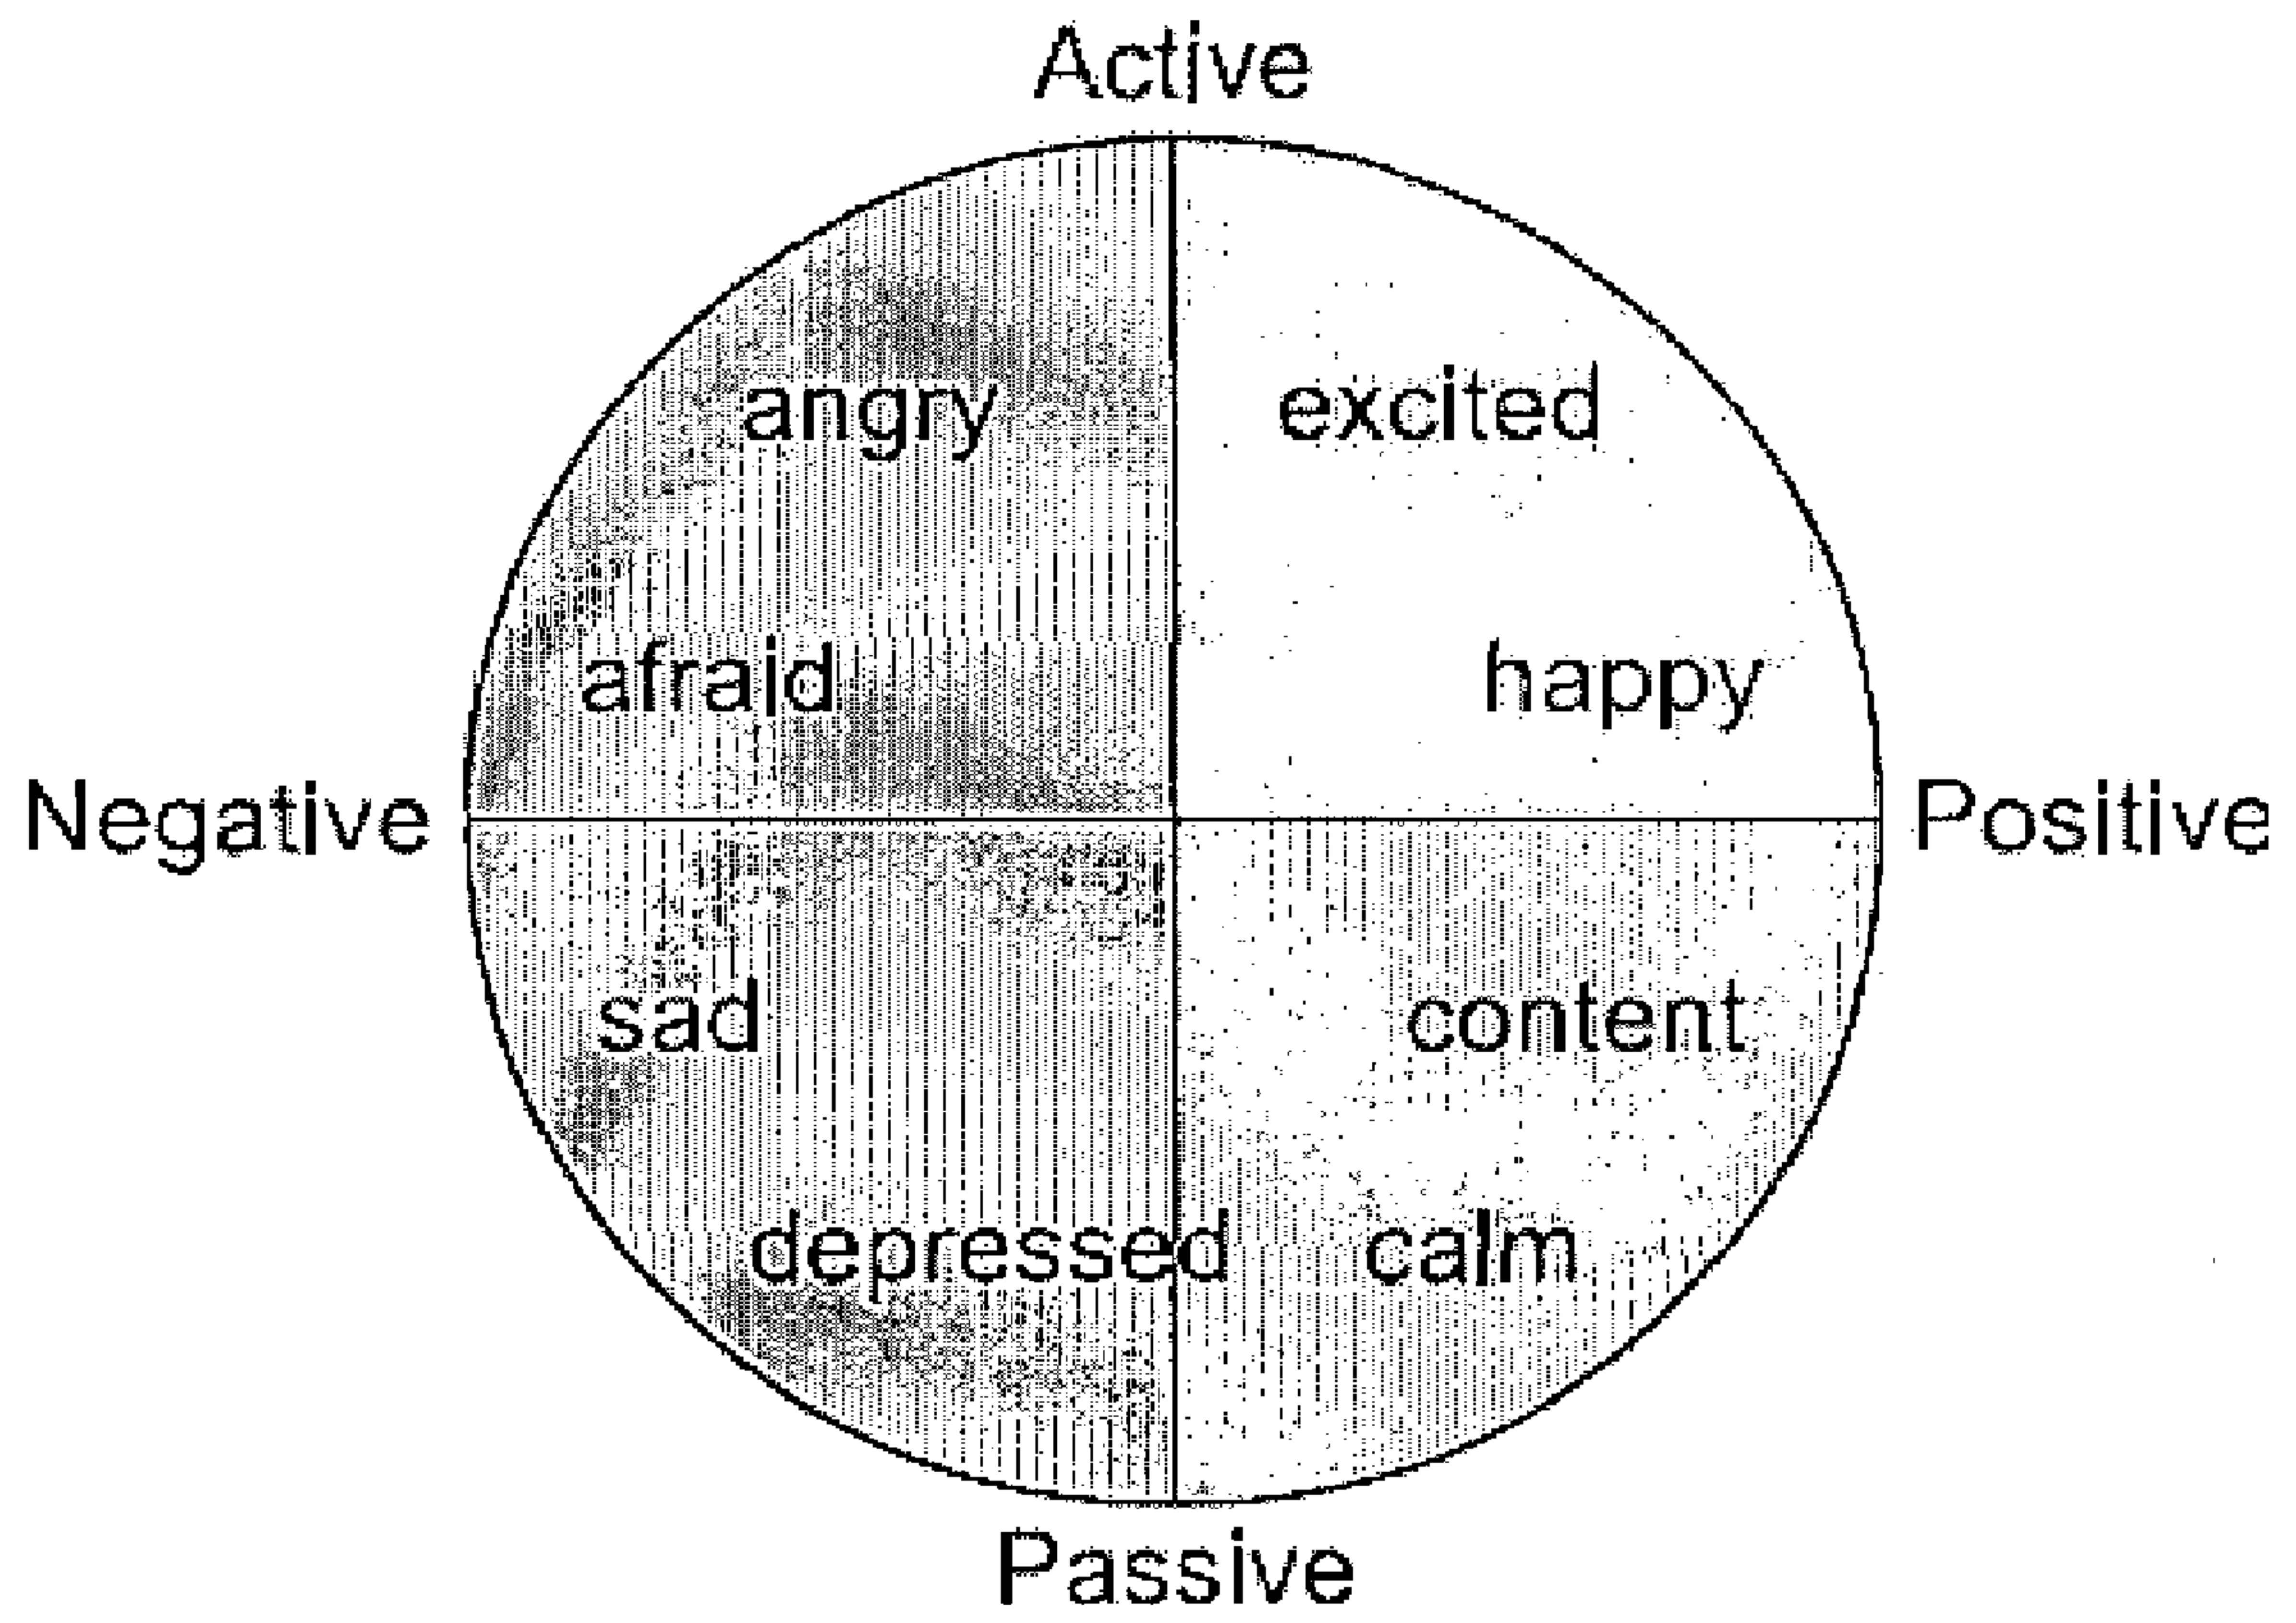 Active
angry excited
afraid happy
Negative Positive
sad content
depressed calm
Passive